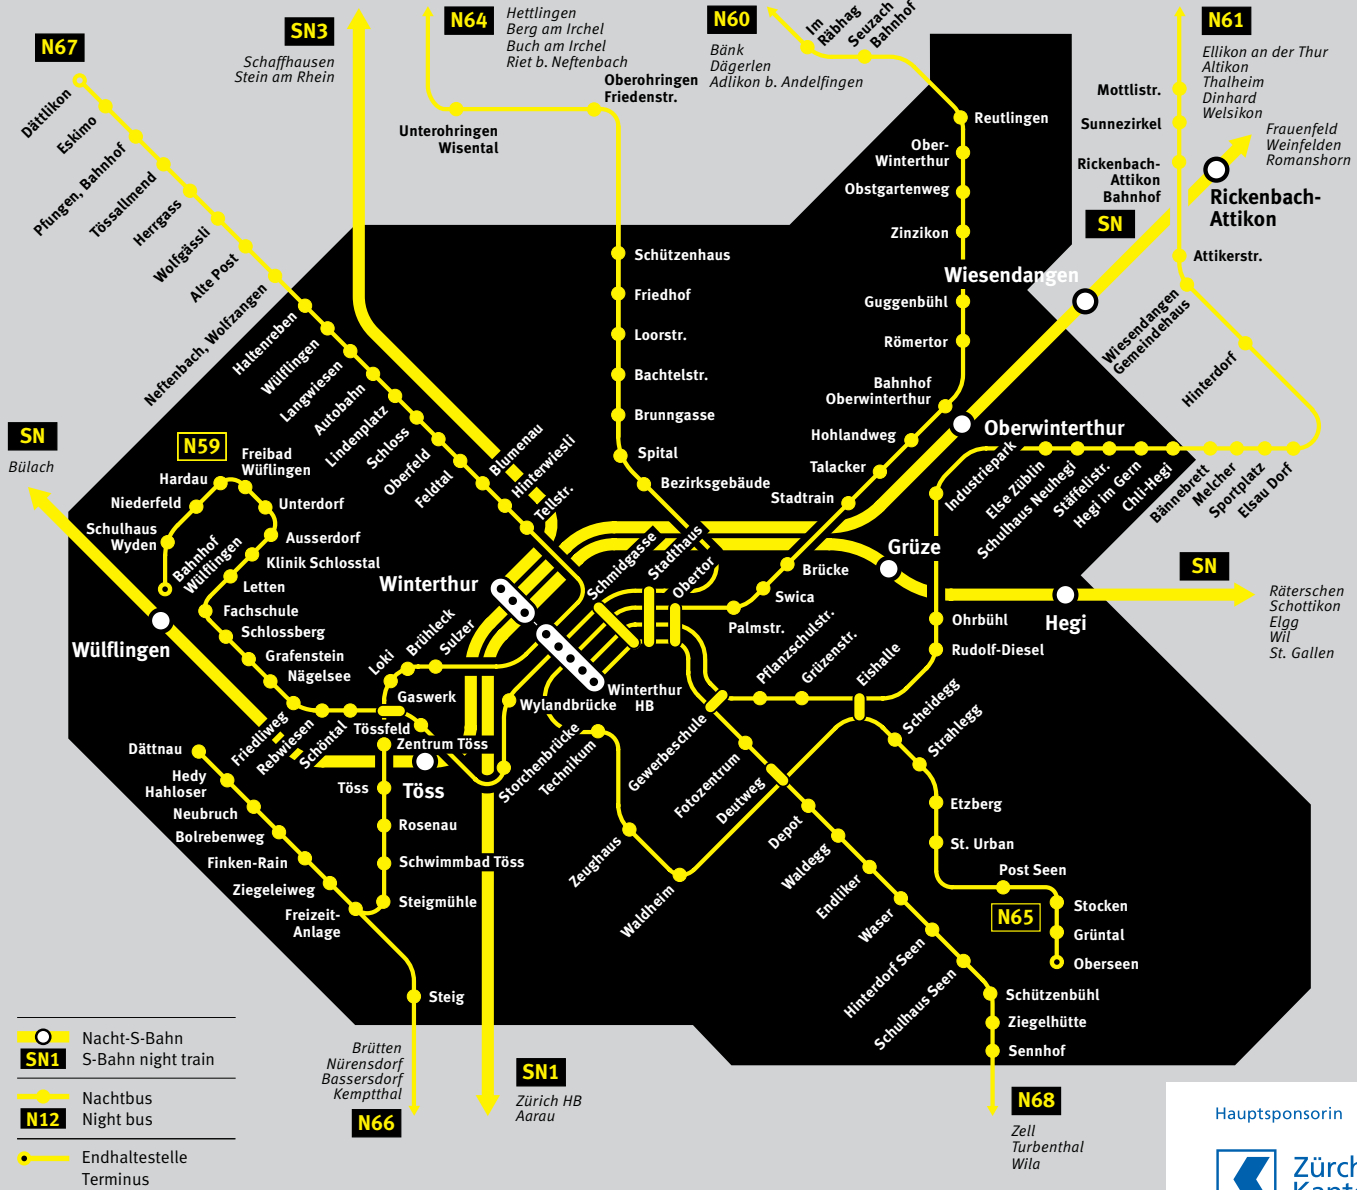 N67
SN3
Schaffhausen
Stein am Rhein
N64
Hettlingen
Berg am Irchel
Buch am Irchel
Riet b. Neftenbach
N60
Bänk
Dägerlen
Adlikon b. Andelfingen
Im
Räbhag
Seuzach
Bahnhof
N61
Ellikon an der Thur
Altikon
Thalheim
Dinhard
Welsikon
Frauenfeld
Weinfelden
Romanshorn
Dättlikon
Eskimo
Pfungen, Bahnhof
Tössallmend
Herrgass
Wolfgässli
Alte Post
Neftenbach, Wolfzangen
Haltenreben
Wülflingen
Langwiesen
Autobahn
Lindenplatz
Schloss
Oberfeld
Feldtal
Blumenau
Hinterwiesli
Tellstr.
Unterohringen
Wisental
Oberohringen
Friedenstr.
Schützenhaus
Friedhof
Loorstr.
Bachtelstr.
Brunngasse
Spital
Bezirksgebäude
Reutlingen
Ober-
Winterthur
Obstgartenweg
Zinzikon
Wiesendangen
Guggenbühl
Römertor
Bahnhof
Oberwinterthur
Hohlandweg
Talacker
Stadtrain
Brücke
Swica
Palmstr.
Mottlistr.
Sunnezirkel
Rickenbach-
Attikon
Bahnhof
Rickenbach-
Attikon
SN
Attikerstr.
Wiesendangen
Gemeindehaus
Hinterdorf
Oberwinterthur
Industriepark
Else Züblin
Schulhaus Neuhegi
Stäffelistr.
Hegi im Gern
Chli-Hegi
Bännebrett
Melcher
Sportplatz
Elsau Dorf
SN
Bülach
N59
Freibad
Wüflingen
Hardau
Niederfeld
Schulhaus
Wyden
Bahnhof
Wülflingen
Unterdorf
Ausserdorf
Klinik Schlosstal
Letten
Fachschule
Schlossberg
Grafenstein
Nägelsee
Wülflingen
Winterthur
Schmidgasse
Stadthaus
Obertor
Grüze
SN
Hegi
Räterschen
Schottikon
Elgg
Wil
St. Gallen
Ohrbühl
Rudolf-Diesel
Loki
Brühleck
Sulzer
Gaswerk
Winterthur
HB
Wylandbrücke
Pflanzschulstr.
Grüzenstr.
Eishalle
Scheidegg
Strahlegg
Friedliweg
Rebwiesen
Schöntal
Tössfeld
Zentrum Töss
Töss
Storchenbrücke
Technikum
Gewerbeschule
Fotozentrum
Deutweg
Dättnau
Hedy
Hahloser
Neubruch
Bolrebenweg
Finken-Rain
Ziegeleiweg
Freizeit-
Anlage
Töss
Rosenau
Schwimmbad Töss
Steigmühle
Steig
Zeughaus
Waldheim
Depot
Waldegg
Endliker
Waser
Hinterdorf Seen
Schulhaus Seen
Etzberg
St. Urban
Post Seen
N65
Stocken
Grüntal
Oberseen
Schützenbühl
Ziegelhütte
Sennhof
Nacht-S-Bahn
SN1
S-Bahn night train
Nachtbus
N12
Night bus
Endhaltestelle
Terminus
Brütten
Nürensdorf
Bassersdorf
Kemptthal
N66
SN1
Zürich HB
Aarau
N68
Zell
Turbenthal
Wila
Hauptsponsorin